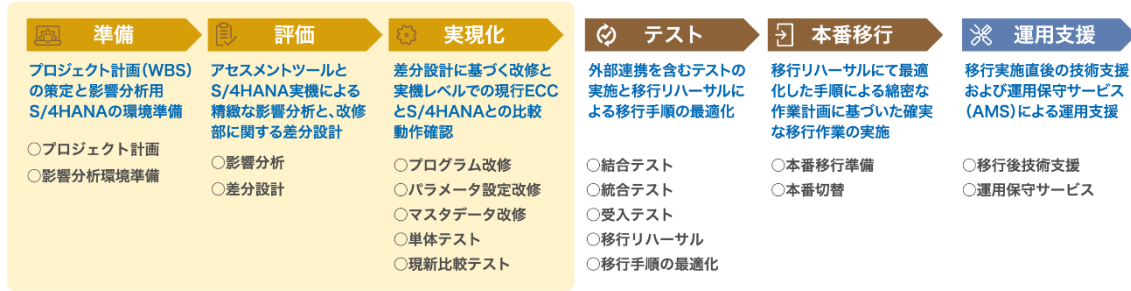 準備
プロジェクト計画(WBS)
の策定と影響分析用
S/4HANAの環境準備
○プロジェクト計画
○影響分析環境準備
評価
アセスメントツールと
S/4HANA実機による
精緻な影響分析と、改修
部に関する差分設計
○影響分析
○差分設計
実現化
差分設計に基づく改修と
実機レベルでの現行ECC
とS/4HANAとの比較
動作確認
○プログラム改修
○パラメータ設定改修
○マスタデータ改修
○単体テスト
○現新比較テスト
テスト
外部連携を含むテストの
実施と移行リハーサルに
よる移行手順の最適化
○結合テスト
○統合テスト
○受入テスト
○移行リハーサル
○移行手順の最適化
本番移行
移行リハーサルにて最適
化した手順による綿密な
作業計画に基づいた確実
な移行作業の実施
○本番移行準備
○本番切替
運用支援
移行実施直後の技術支援
および運用保守サービス
(AMS)による運用支援
○移行後技術支援
○運用保守サービス